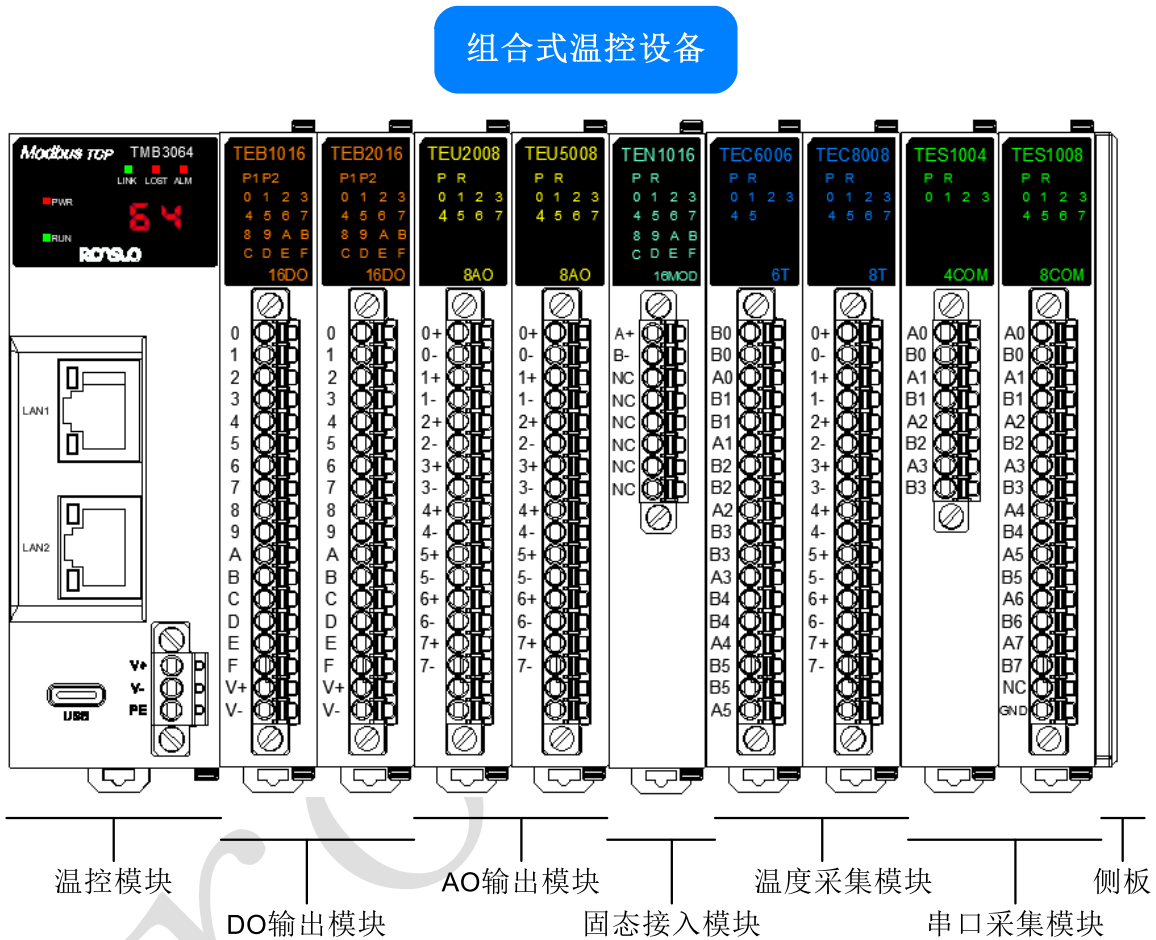 组合式温控设备
Modbus TCP TMB3064
LINK LOST ALM
PWR
64
RUN
LAN1
LAN2
V+
V-
PE
USB
TEB1016
P1 P2
0 1 2 3
4 5 6 7
8 9 A B
C D E F
16DO
0
1
2
3
4
5
6
7
8
9
A
B
C
D
E
F
V+
V-
TEB2016
P1 P2
0 1 2 3
4 5 6 7
8 9 A B
C D E F
16DO
0
1
2
3
4
5
6
7
8
9
A
B
C
D
E
F
V+
V-
TEU2008
P R
0 1 2 3
4 5 6 7
8AO
0+
0-
1+
1-
2+
2-
3+
3-
4+
4-
5+
5-
6+
6-
7+
7-
TEU5008
P R
0 1 2 3
4 5 6 7
8AO
0+
0-
1+
1-
2+
2-
3+
3-
4+
4-
5+
5-
6+
6-
7+
7-
TEN1016
P R
0 1 2 3
4 5 6 7
8 9 A B
C D E F
16MOD
A+
B-
NC
NC
NC
NC
NC
NC
TEC6006
P R
0 1 2 3
4 5
6T
B0
B0
A0
B1
B1
A1
B2
B2
A2
B3
B3
A3
B4
B4
A4
B5
B5
A5
TEC8008
P R
0 1 2 3
4 5 6 7
8T
0+
0-
1+
1-
2+
2-
3+
3-
4+
4-
5+
5-
6+
6-
7+
7-
TES1004
P R
0 1 2 3
4COM
A0
B0
A1
B1
A2
B2
A3
B3
TES1008
P R
0 1 2 3
4 5 6 7
8COM
A0
B0
A1
B1
A2
B2
A3
B3
A4
B4
A5
B5
A6
B6
A7
B7
NC
GND
温控模块
DO输出模块
AO输出模块
固态接入模块
温度采集模块
串口采集模块
侧板